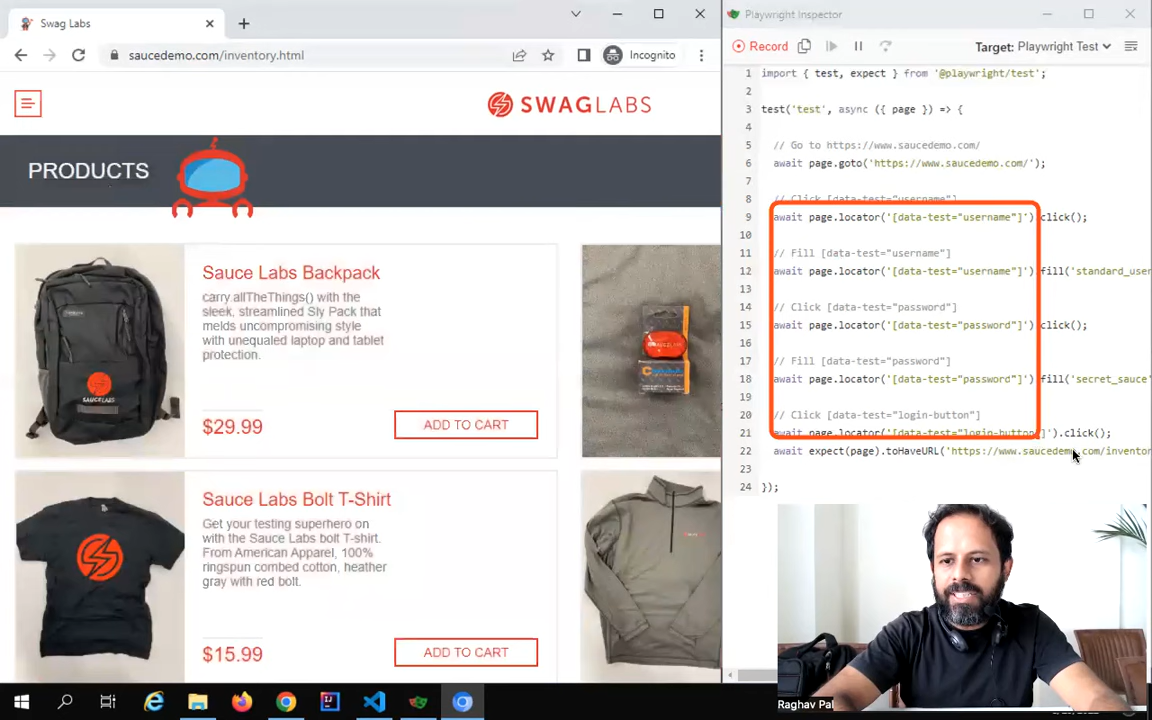 Swag Labs
saucedemo.com/inventory.html
Incognito
SWAGLABS
PRODUCTS
Sauce Labs Backpack
carry.allTheThings() with the
sleek, streamlined Sly Pack that
melds uncompromising style
with unequaled laptop and tablet
protection.
$29.99
ADD TO CART
Sauce Labs Bolt T-Shirt
Get your testing superhero on
with the Sauce Labs bolt T-shirt.
From American Apparel, 100%
ringspun combed cotton, heather
gray with red bolt.
$15.99
ADD TO CART
Playwright Inspector
Record
Target: Playwright Test
1 import { test, expect } from '@playwright/test';
2
3 test('test', async ({ page }) => {
4
5 // Go to https://www.saucedemo.com/
6 await page.goto('https://www.saucedemo.com/');
7
8 // Click [data-test="username"]
9 await page.locator('[data-test="username"]').click();
10
11 // Fill [data-test="username"]
12 await page.locator('[data-test="username"]').fill('standard_use
13
14 // Click [data-test="password"]
15 await page.locator('[data-test="password"]').click();
16
17 // Fill [data-test="password"]
18 await page.locator('[data-test="password"]').fill('secret_sauce'
19
20 // Click [data-test="login-button"]
21 await page.locator('[data-test="login-button"]').click();
22 await expect(page).toHaveURL('https://www.saucedemo.com/inventor
23
24 });
Raghav Pal